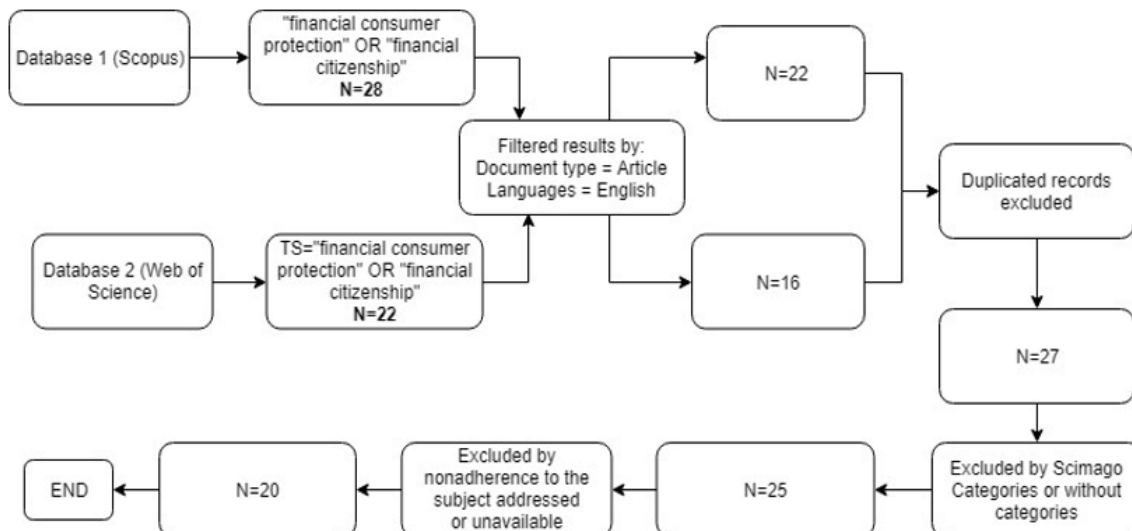 Database 1 (Scopus)
"financial consumer
protection" OR "financial
citizenship"
N=28
Filtered results by:
Document type = Article
Languages = English
N=22
Database 2 (Web of
Science)
TS="financial consumer
protection" OR "financial
citizenship"
N=22
N=16
Duplicated records
excluded
N=27
Excluded by Scimago
Categories or without
categories
N=25
Excluded by
nonadherence to the
subject addressed
or unavailable
N=20
END